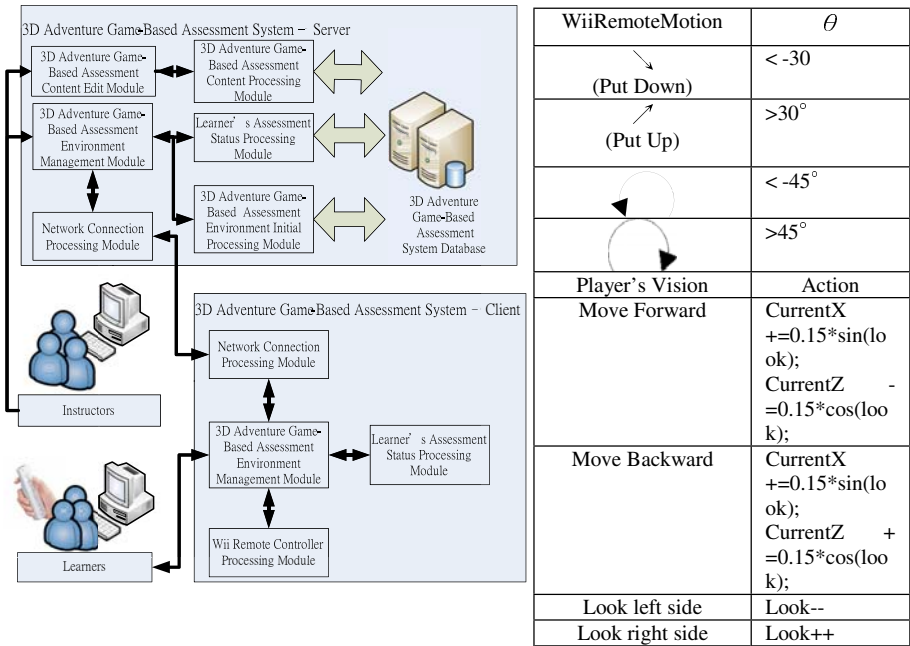 3D Adventure Game-Based Assessment System － Server
3D Adventure Game-
Based Assessment
Content Edit Module
3D Adventure Game-
Based Assessment
Content Processing
Module
3D Adventure Game-
Based Assessment
Environment
Management Module
Learner’s Assessment
Status Processing
Module
Network Connection
Processing Module
3D Adventure Game-
Based Assessment
Environment Initial
Processing Module
3D Adventure
Game-Based
Assessment
System Database
Instructors
Learners
3D Adventure Game-Based Assessment System － Client
Network Connection
Processing Module
3D Adventure Game-
Based Assessment
Environment
Management Module
Learner’s Assessment
Status Processing
Module
Wii Remote Controller
Processing Module
WiiRemoteMotion θ
(Put Down) < -30
(Put Up) >30°
< -45°
>45°
Player's Vision Action
Move Forward CurrentX
+=0.15*sin(lo
ok);
CurrentZ -
=0.15*cos(loo
k);
Move Backward CurrentX
+=0.15*sin(lo
ok);
CurrentZ +
=0.15*cos(loo
k);
Look left side Look--
Look right side Look++